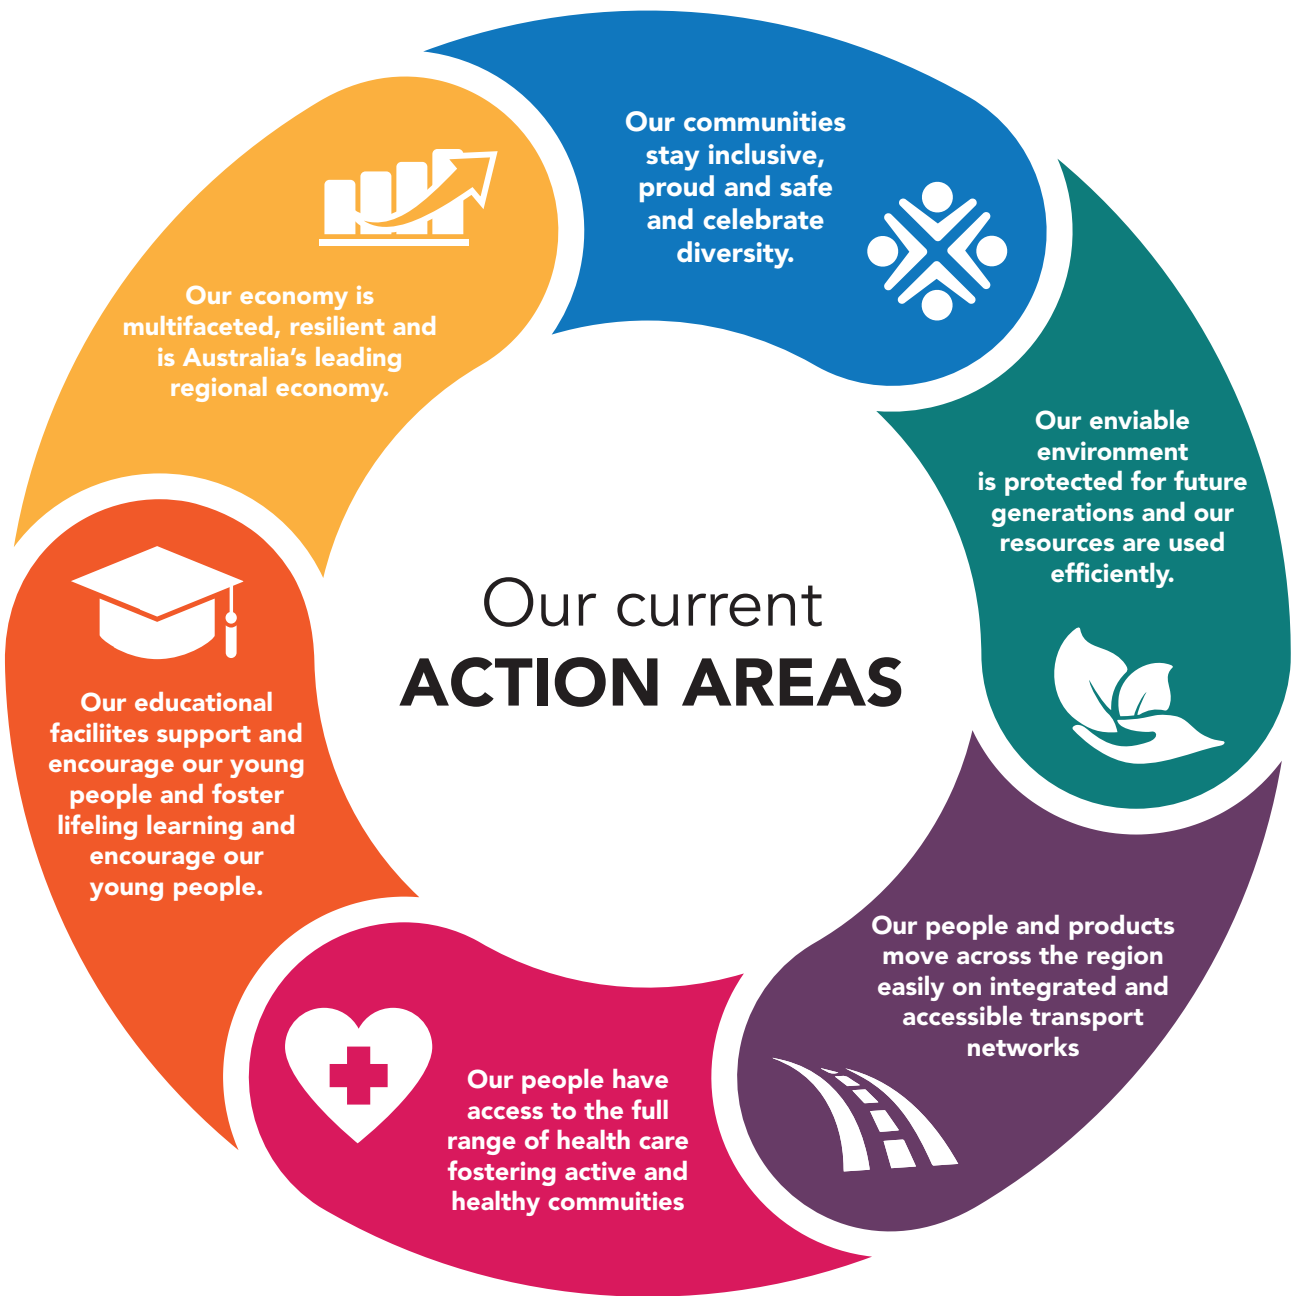 Our current
ACTION AREAS
Our communities
stay inclusive,
proud and safe
and celebrate
diversity.
Our enviable
environment
is protected for future
generations and our
resources are used
efficiently.
Our people and products
move across the region
easily on integrated and
accessible transport
networks
Our people have
access to the full
range of health care
fostering active and
healthy commuities
Our educational
faciliites support and
encourage our young
people and foster
lifeling learning and
encourage our
young people.
Our economy is
multifaceted, resilient and
is Australia's leading
regional economy.